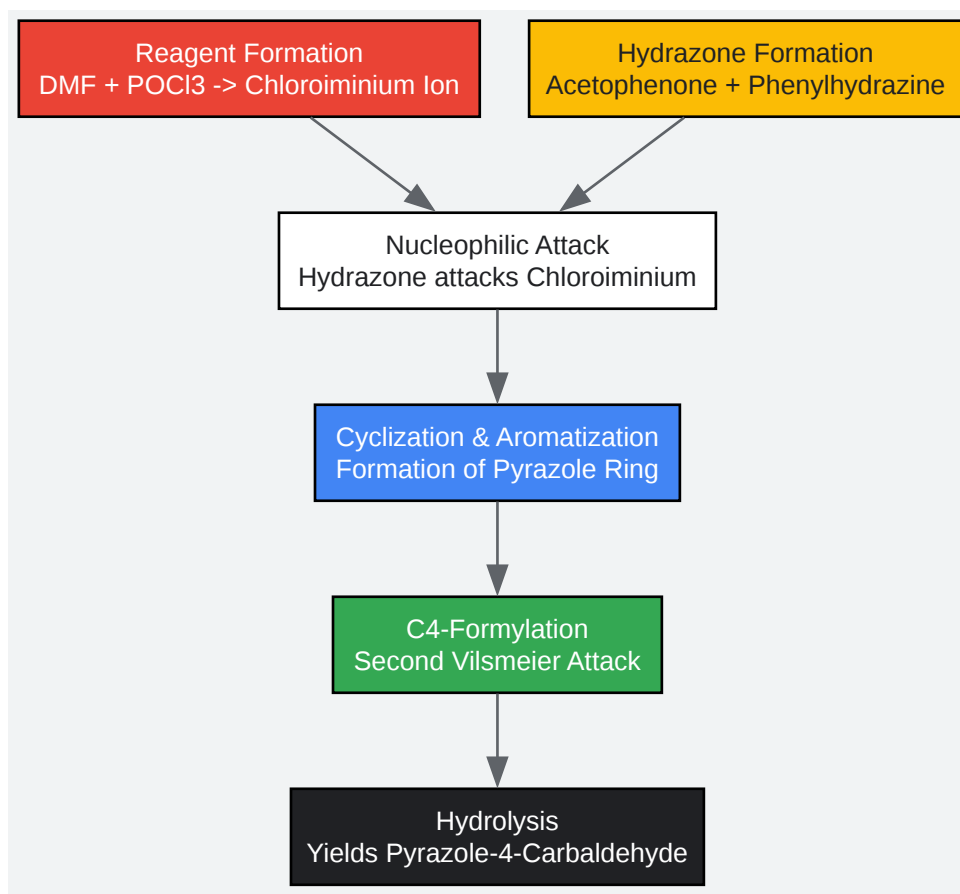 Reagent Formation
DMF + POCl3 -> Chloroiminium Ion
Hydrazone Formation
Acetophenone + Phenylhydrazine
Nucleophilic Attack
Hydrazone attacks Chloroiminium
Cyclization & Aromatization
Formation of Pyrazole Ring
C4-Formylation
Second Vilsmeier Attack
Hydrolysis
Yields Pyrazole-4-Carbaldehyde